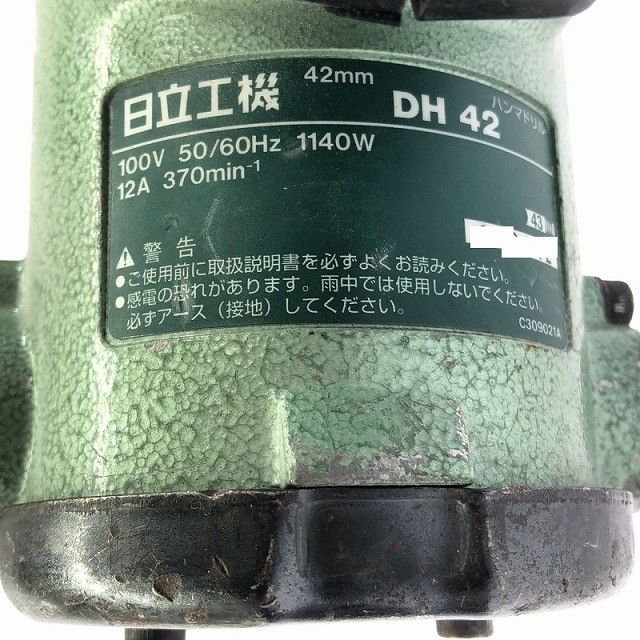 日立工機 42mm DH 42 ハンマドリル
100V 50/60Hz 1140W
12A 370min⁻¹
43
警告
●ご使用前に取扱説明書を必ずよくお読みください。
●感電の恐れがあります。雨中では使用しないでください。
必ずアース（接地）してください。
C309021A